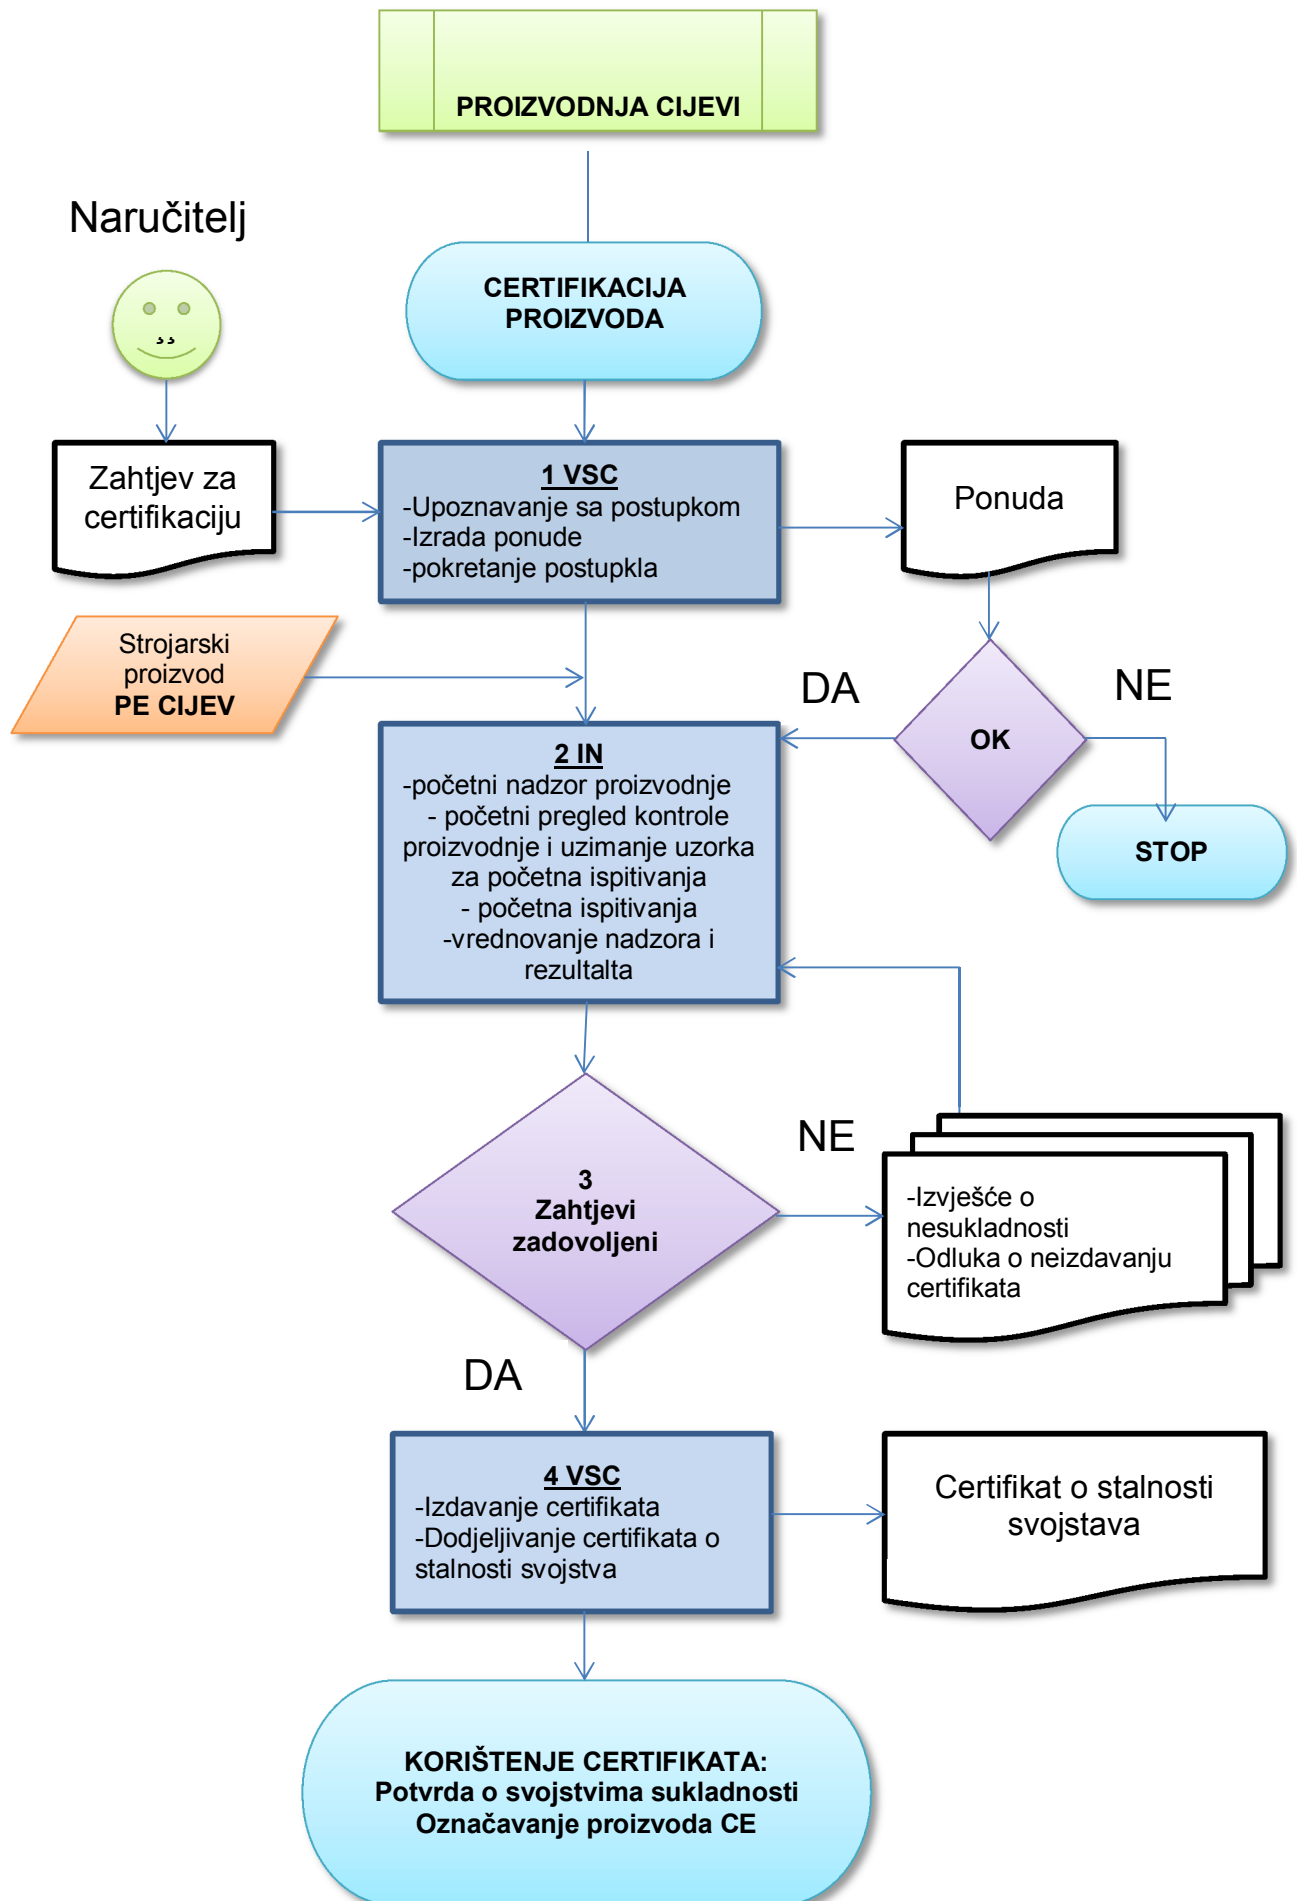 PROIZVODNJA CIJEVI
Naručitelj
CERTIFIKACIJA
PROIZVODA
Zahtjev za
certifikaciju
1 VSC
-Upoznavanje sa postupkom
-Izrada ponude
-pokretanje postupkla
Ponuda
Strojarski
proizvod
PE CIJEV
DA
NE
OK
STOP
2 IN
-početni nadzor proizvodnje
- početni pregled kontrole
proizvodnje i uzimanje uzorka
za početna ispitivanja
- početna ispitivanja
-vrednovanje nadzora i
rezultalta
3
Zahtjevi
zadovoljeni
NE
-Izvješće o
nesukladnosti
-Odluka o neizdavanju
certifikata
DA
4 VSC
-Izdavanje certifikata
-Dodjeljivanje certifikata o
stalnosti svojstva
Certifikat o stalnosti
svojstava
KORIŠTENJE CERTIFIKATA:
Potvrda o svojstvima sukladnosti
Označavanje proizvoda CE